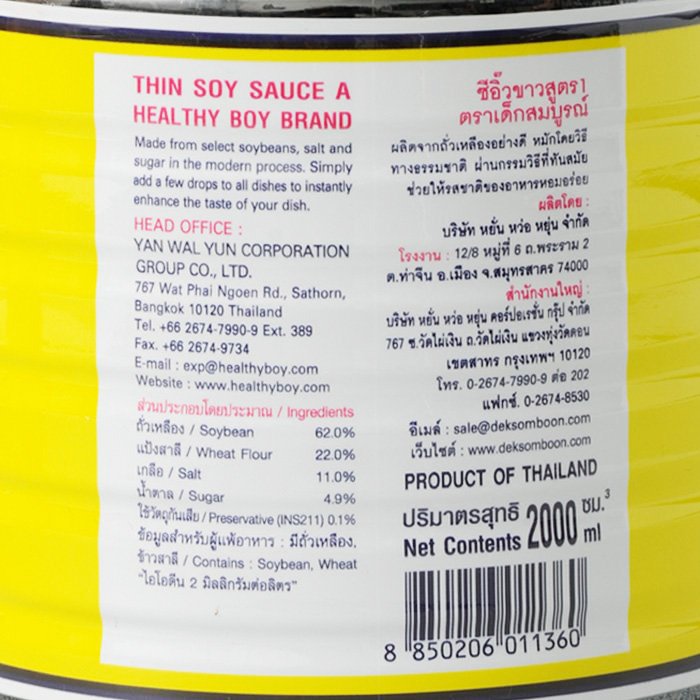 THIN SOY SAUCE A
HEALTHY BOY BRAND
Made from select soybeans, salt and
sugar in the modern process. Simply
add a few drops to all dishes to instantly
enhance the taste of your dish.
HEAD OFFICE :
YAN WAL YUN CORPORATION
GROUP CO., LTD.
767 Wat Phai Ngoen Rd., Sathorn,
Bangkok 10120 Thailand
Tel. +66 2674-7990-9 Ext. 389
Fax. +66 2674-9734
E-mail : exp@healthyboy.com
Website : www.healthyboy.com
ส่วนประกอบโดยประมาณ / Ingredients
ถั่วเหลือง / Soybean 62.0%
แป้งสาลี / Wheat Flour 22.0%
เกลือ / Salt 11.0%
น้ำตาล / Sugar 4.9%
ใช้วัตถุกันเสีย / Preservative (INS211) 0.1%
ข้อมูลสำหรับผู้แพ้อาหาร : มีถั่วเหลือง,
ข้าวสาลี / Contains : Soybean, Wheat
"ไอโอดีน 2 มิลลิกรัมต่อลิตร"
ซีอิ๊วขาวสูตร1
ตราเด็กสมบูรณ์
ผลิตจากถั่วเหลืองอย่างดี หมักโดยวิธี
ทางธรรมชาติ ผ่านกรรมวิธีที่ทันสมัย
ช่วยให้รสชาติของอาหารหอมอร่อย
ผลิตโดย :
บริษัท หยั่น หว่อ หยุ่น จำกัด
โรงงาน : 12/8 หมู่ที่ 6 ถ.พระราม 2
ต.ท่าจีน อ.เมือง จ.สมุทรสาคร 74000
สำนักงานใหญ่ :
บริษัท หยั่น หว่อ หยุ่น คอร์ปอเรชั่น กรุ๊ป จำกัด
767 ซ.วัดไผ่เงิน ถ.วัดไผ่เงิน แขวงทุ่งวัดดอน
เขตสาทร กรุงเทพฯ 10120
โทร. 0-2674-7990-9 ต่อ 202
แฟกซ์. 0-2674-8530
อีเมล์ : sale@deksomboon.com
เว็บไซต์ : www.deksomboon.com
PRODUCT OF THAILAND
ปริมาตรสุทธิ 2000 ซม.³
Net Contents ml
8 850206 011360